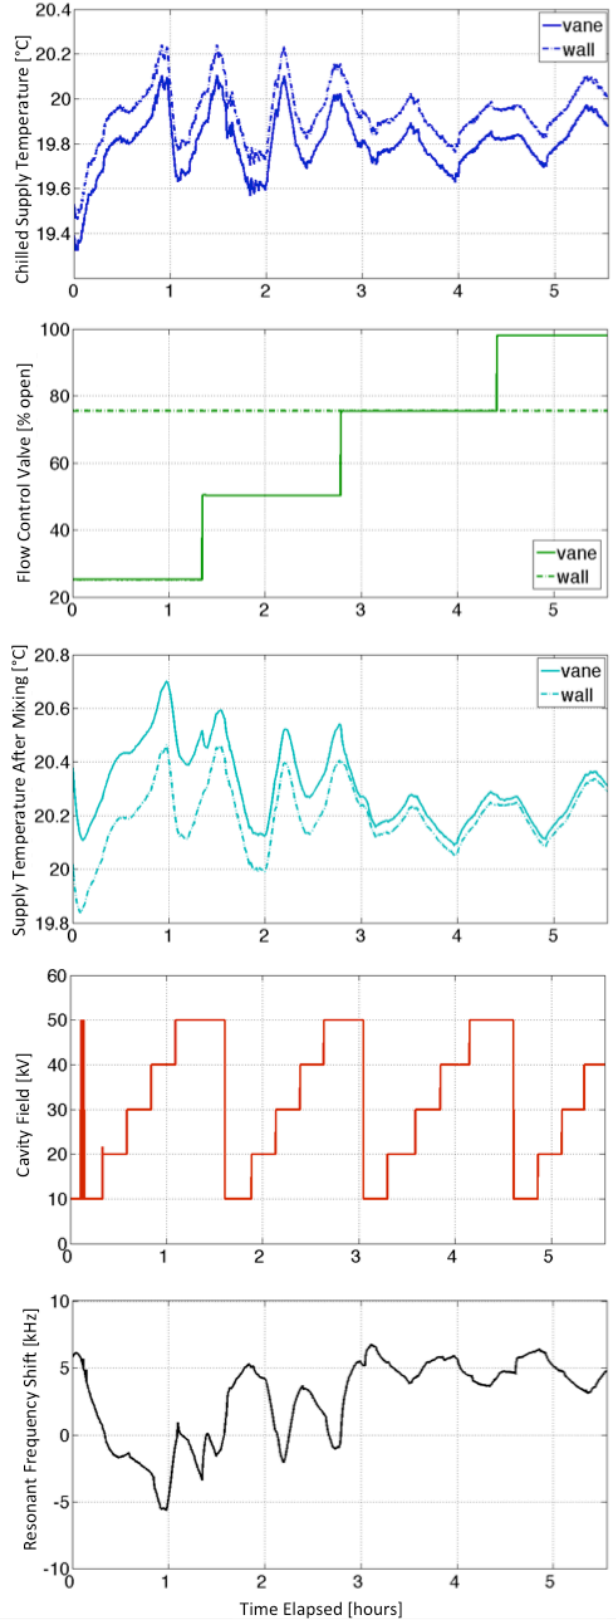 20.4
20.2
20
19.8
19.6
19.4
Chilled Supply Temperature [°C]
vane
wall
0 1 2 3 4 5
100
80
60
40
20
Flow Control Valve [% open]
vane
wall
0 1 2 3 4 5
20.8
20.6
20.4
20.2
20
19.8
Supply Temperature After Mixing [°C]
vane
wall
0 1 2 3 4 5
60
50
40
30
20
10
0
Cavity Field [kV]
0 1 2 3 4 5
10
5
0
-5
-10
Resonant Frequency Shift [kHz]
0 1 2 3 4 5
Time Elapsed [hours]